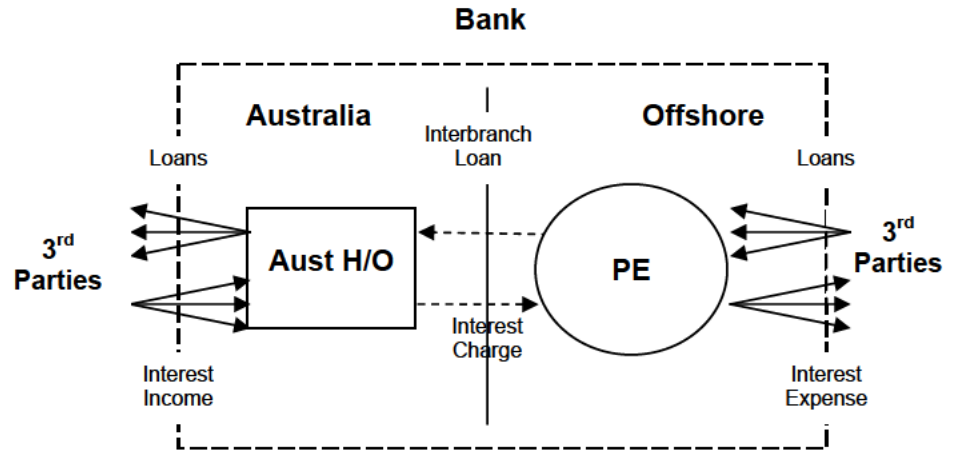 Bank
Australia
Offshore
Interbranch
Loan
Loans
Loans
3rd
Parties
Aust H/O
PE
3rd
Parties
Interest
Charge
Interest
Income
Interest
Expense